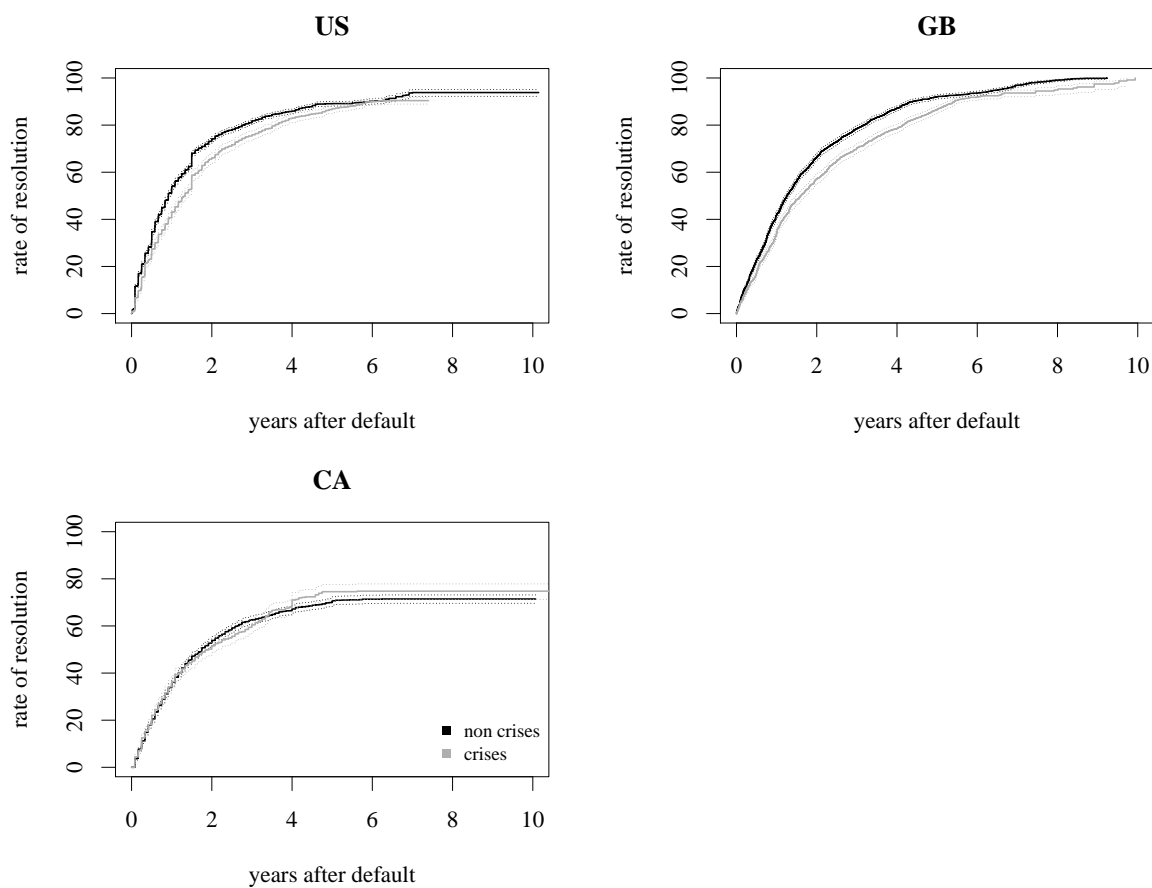 US
rate of resolution
0 20 40 60 80 100
0 2 4 6 8 10
years after default
GB
rate of resolution
0 20 40 60 80 100
0 2 4 6 8 10
years after default
CA
rate of resolution
0 20 40 60 80 100
non crises
crises
0 2 4 6 8 10
years after default